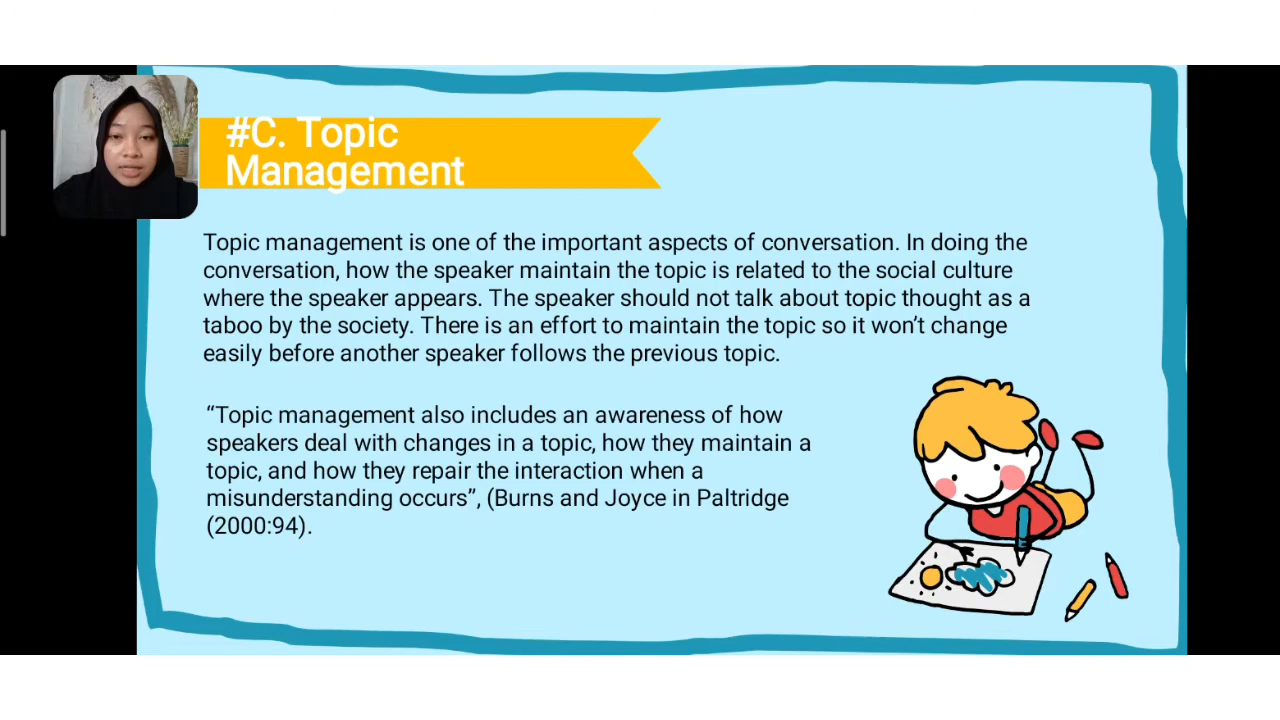 #C. Topic
Management
Topic management is one of the important aspects of conversation. In doing the
conversation, how the speaker maintain the topic is related to the social culture
where the speaker appears. The speaker should not talk about topic thought as a
taboo by the society. There is an effort to maintain the topic so it won’t change
easily before another speaker follows the previous topic.
“Topic management also includes an awareness of how
speakers deal with changes in a topic, how they maintain a
topic, and how they repair the interaction when a
misunderstanding occurs”, (Burns and Joyce in Paltridge
(2000:94).